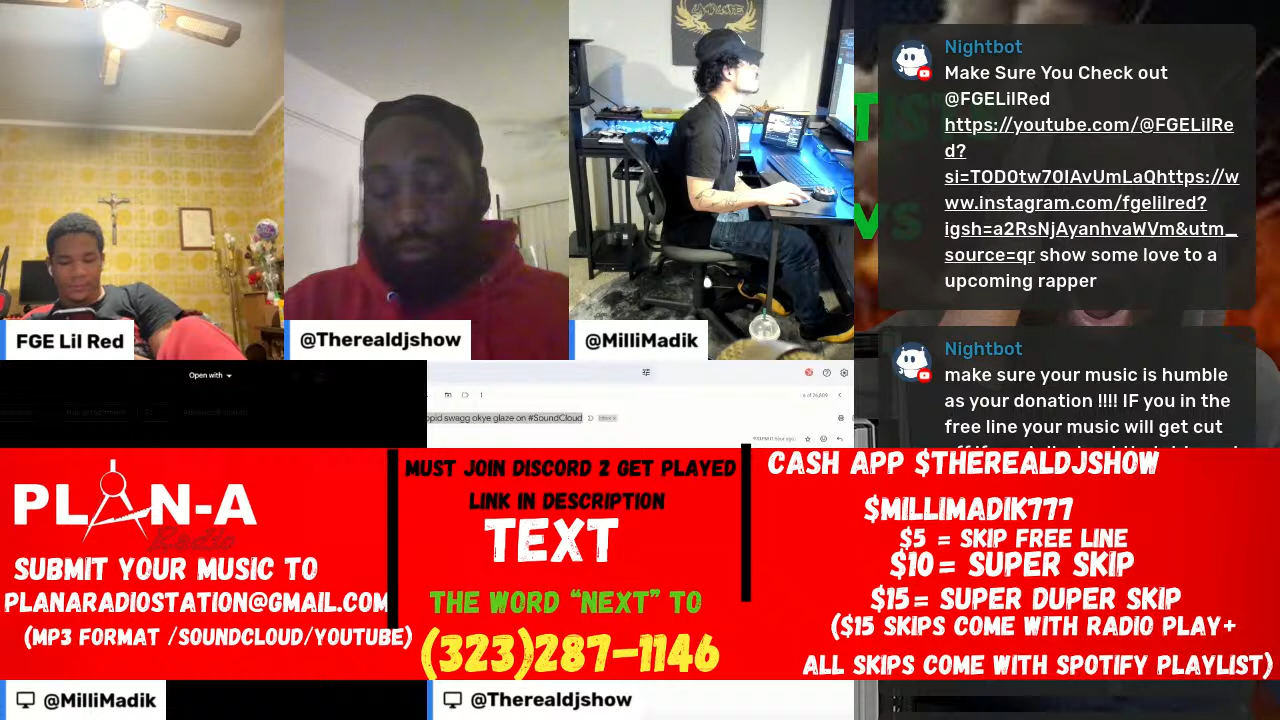 FGE Lil Red
@Therealdjshow
@MilliMadik
Nightbot
Make Sure You Check out
@FGELilRed
https://youtube.com/@FGELilRe
d?
si=TOD0tw70IAvUmLaQhttps://w
ww.instagram.com/fgelilred?
igsh=a2RsNjAyanhvaWVm&utm_
source=qr show some love to a
upcoming rapper
Nightbot
make sure your music is humble
as your donation !!!! IF you in the
free line your music will get cut
Open with
opid swagg okye glaze on #SoundCloud
PLAN-A
Radio
SUBMIT YOUR MUSIC TO
PLANARADIOSTATION@GMAIL.COM
(MP3 FORMAT /SOUNDCLOUD/YOUTUBE)
MUST JOIN DISCORD 2 GET PLAYED
LINK IN DESCRIPTION
TEXT
THE WORD “NEXT” TO
(323)287-1146
CASH APP $THEREALDJSHOW
$MILLIMADIK777
$5 = SKIP FREE LINE
$10 = SUPER SKIP
$15 = SUPER DUPER SKIP
($15 SKIPS COME WITH RADIO PLAY+
ALL SKIPS COME WITH SPOTIFY PLAYLIST)
@MilliMadik
@Therealdjshow